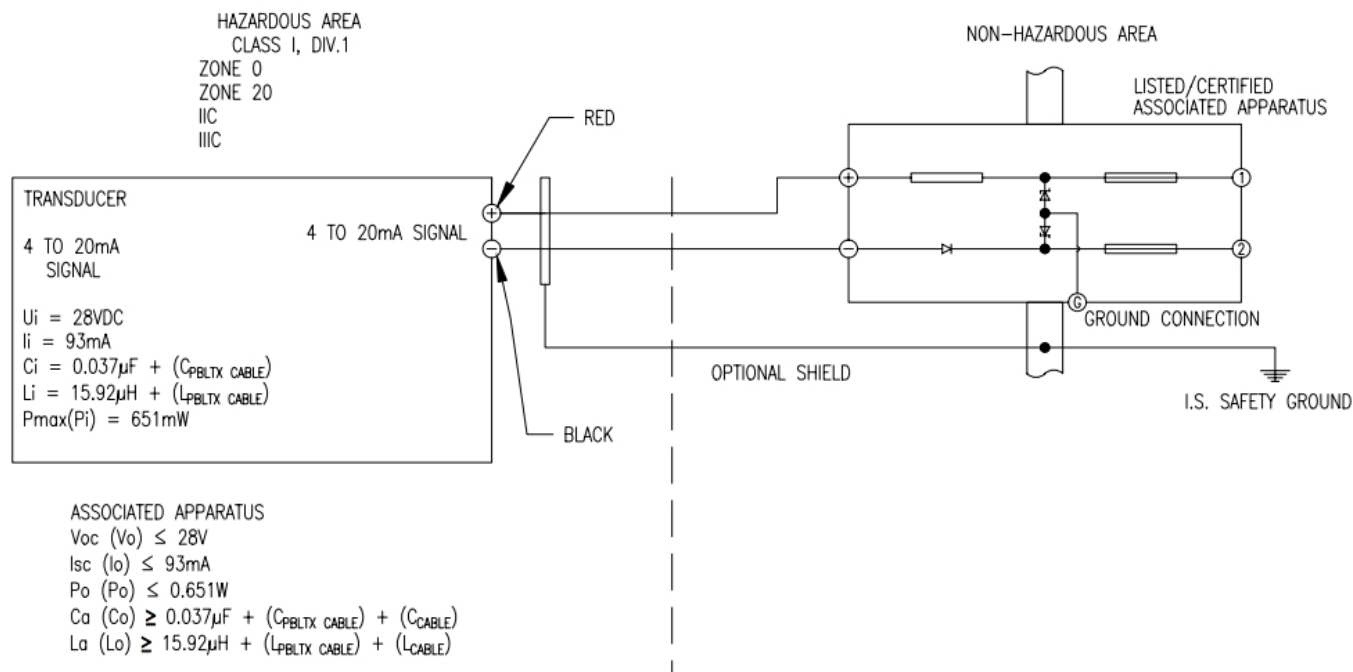 HAZARDOUS AREA
CLASS I, DIV.1
ZONE 0
ZONE 20
IIC
IIIC
NON-HAZARDOUS AREA
LISTED/CERTIFIED
ASSOCIATED APPARATUS
RED
TRANSDUCER
4 TO 20mA
SIGNAL
4 TO 20mA SIGNAL
+
-
+
-
1
2
G
GROUND CONNECTION
Ui = 28VDC
Ii = 93mA
Ci = 0.037µF + (CPBLTX CABLE)
Li = 15.92µH + (LPBLTX CABLE)
Pmax(Pi) = 651mW
OPTIONAL SHIELD
I.S. SAFETY GROUND
BLACK
ASSOCIATED APPARATUS
Voc (Vo) ≤ 28V
Isc (Io) ≤ 93mA
Po (Po) ≤ 0.651W
Ca (Co) ≥ 0.037µF + (CPBLTX CABLE) + (CCABLE)
La (Lo) ≥ 15.92µH + (LPBLTX CABLE) + (LCABLE)